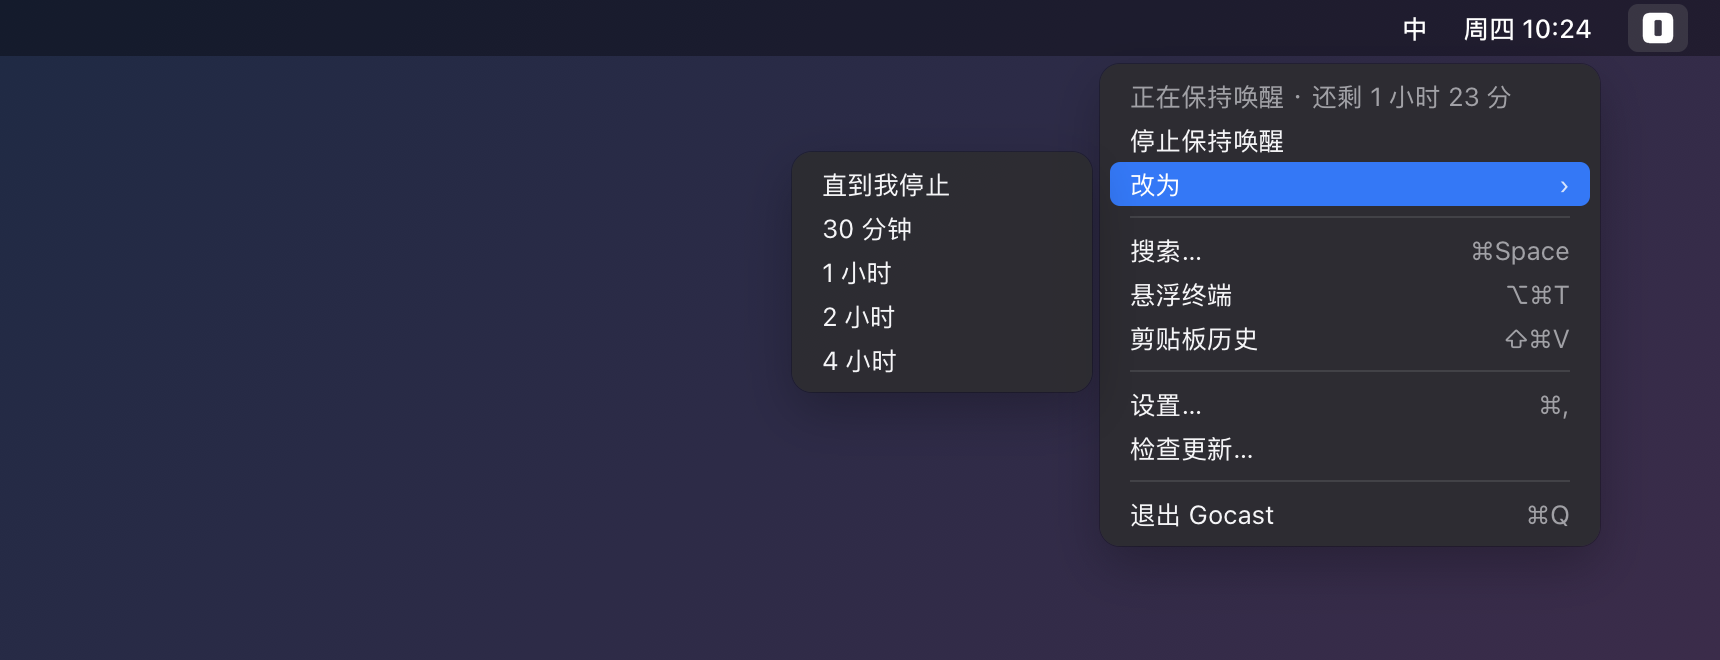 中 周四 10:24
正在保持唤醒 · 还剩 1 小时 23 分
停止保持唤醒
改为 ›
直到我停止
30 分钟
1 小时
2 小时
4 小时
搜索... ⌘Space
悬浮终端 ⌥⌘T
剪贴板历史 ⇧⌘V
设置... ⌘,
检查更新...
退出 Gocast ⌘Q